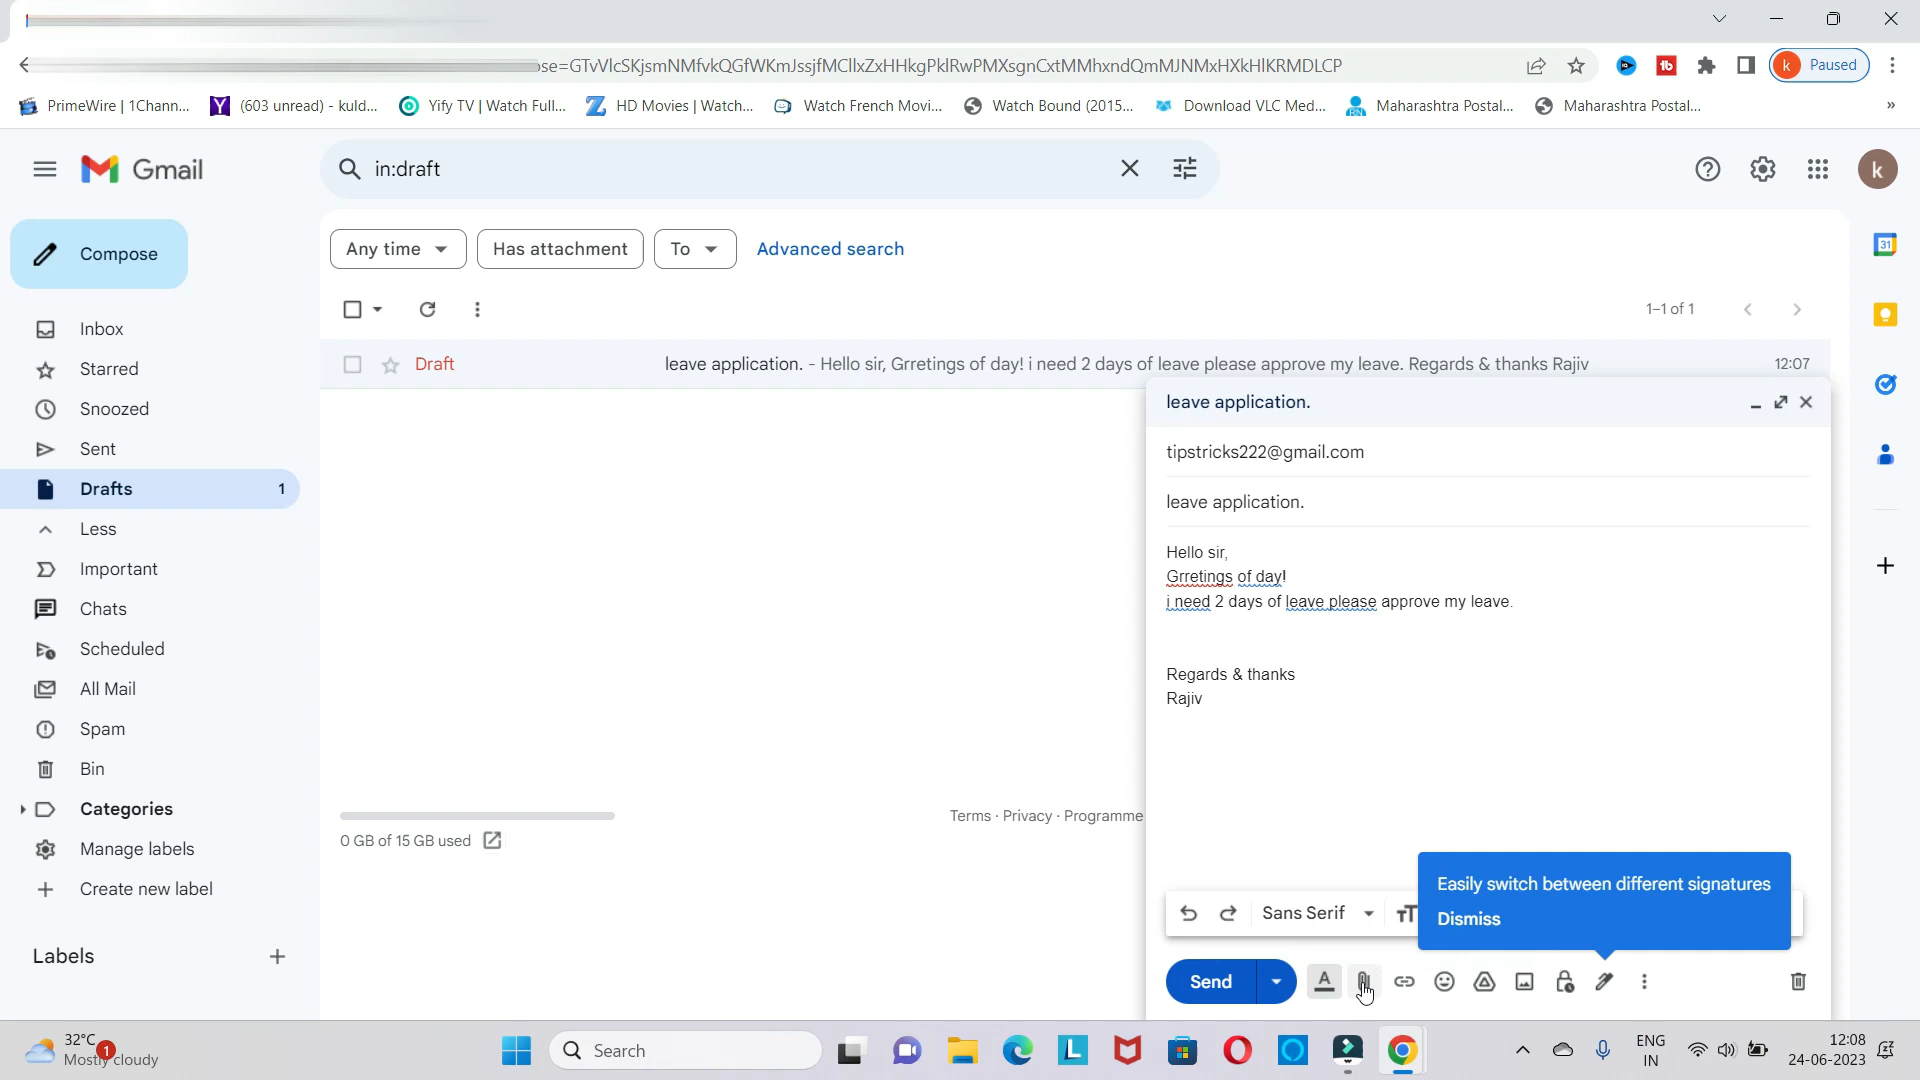 ose=GTvVlcSKjsmNMfvkQGfWKmJssjfMCllxZxHHkgPklRwPMXsgnCxtMMhxndQmMJNMxHXkHlKRMDLCP
k Paused
PrimeWire | 1Chann...
(603 unread) - kuld...
Yify TV | Watch Full...
HD Movies | Watch...
Watch French Movi...
Watch Bound (2015...
Download VLC Med...
Maharashtra Postal...
Maharashtra Postal...
»
Gmail
in:draft
k
Compose
Any time
Has attachment
To
Advanced search
31
Inbox
1–1 of 1
Starred
Draft
leave application. - Hello sir, Grretings of day! i need 2 days of leave please approve my leave. Regards & thanks Rajiv
12:07
Snoozed
Sent
Drafts 1
Less
Important
Chats
Scheduled
All Mail
Spam
Bin
Categories
Manage labels
Create new label
Labels
leave application.
tipstricks222@gmail.com
leave application.
Hello sir,
Grretings of day!
i need 2 days of leave please approve my leave.
Regards & thanks
Rajiv
0 GB of 15 GB used
Terms · Privacy · Programme
Easily switch between different signatures
Dismiss
Sans Serif
Send
32°C
Mostly cloudy
1
Search
ENG
IN
12:08
24-06-2023